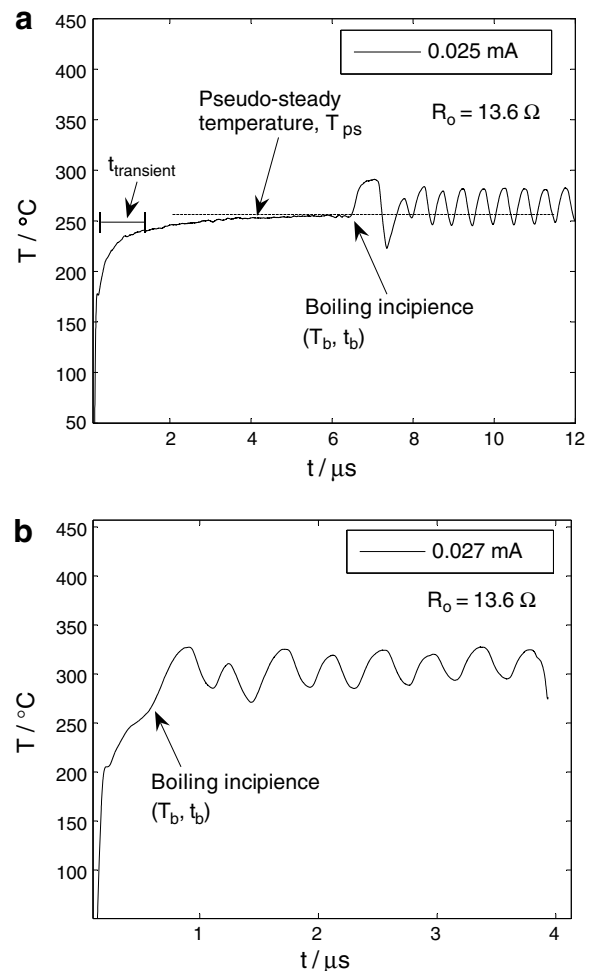 a
450
400
350
300
250
200
150
100
50
T / °C
0.025 mA
R_o = 13.6 Ω
Pseudo-steady
temperature, T_ps
t_transient
Boiling incipience
(T_b, t_b)
2
4
6
8
10
12
t / μs
b
450
400
350
300
250
200
150
100
T / °C
0.027 mA
R_o = 13.6 Ω
Boiling incipience
(T_b, t_b)
1
2
3
4
t / μs